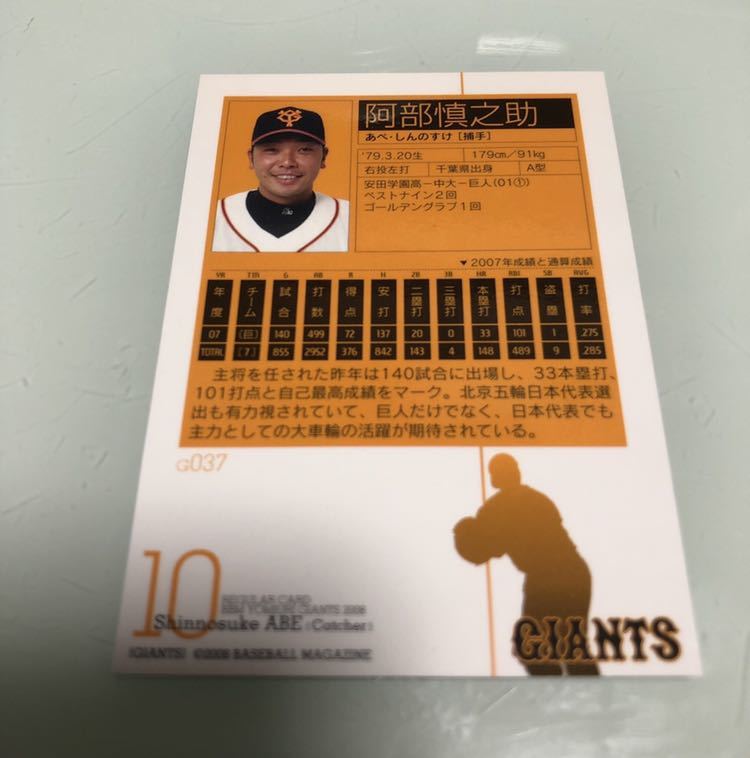 阿部慎之助
あべ・しんのすけ [捕手]
'79.3.20生 179cm/91kg
右投左打 千葉県出身 A型
安田学園高－中大－巨人(01①)
ベストナイン2回
ゴールデングラブ1回
▼2007年成績と通算成績
YR TM G AB R H 2B 3B HR RBI SB AVG
年度 チーム 試合 打数 得点 安打 二塁打 三塁打 本塁打 打点 盗塁 打率
07 (巨) 140 499 72 137 20 0 33 101 1 .275
TOTAL [7] 855 2952 376 842 143 4 148 489 9 .285
主将を任された昨年は140試合に出場し、33本塁打、
101打点と自己最高成績をマーク。北京五輪日本代表選
出も有力視されていて、巨人だけでなく、日本代表でも
主力としての大車輪の活躍が期待されている。
G037
10
REGULAR CARD
BBM YOMIURI GIANTS 2008
Shinnosuke ABE (Catcher)
(GIANTS) ©2008 BASEBALL MAGAZINE
GIANTS